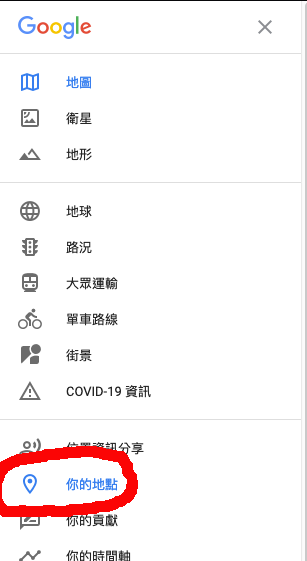 Google
地圖
衛星
地形
地球
路況
大眾運輸
單車路線
街景
COVID-19 資訊
位置資訊分享
你的地點
你的貢獻
你的時間軸